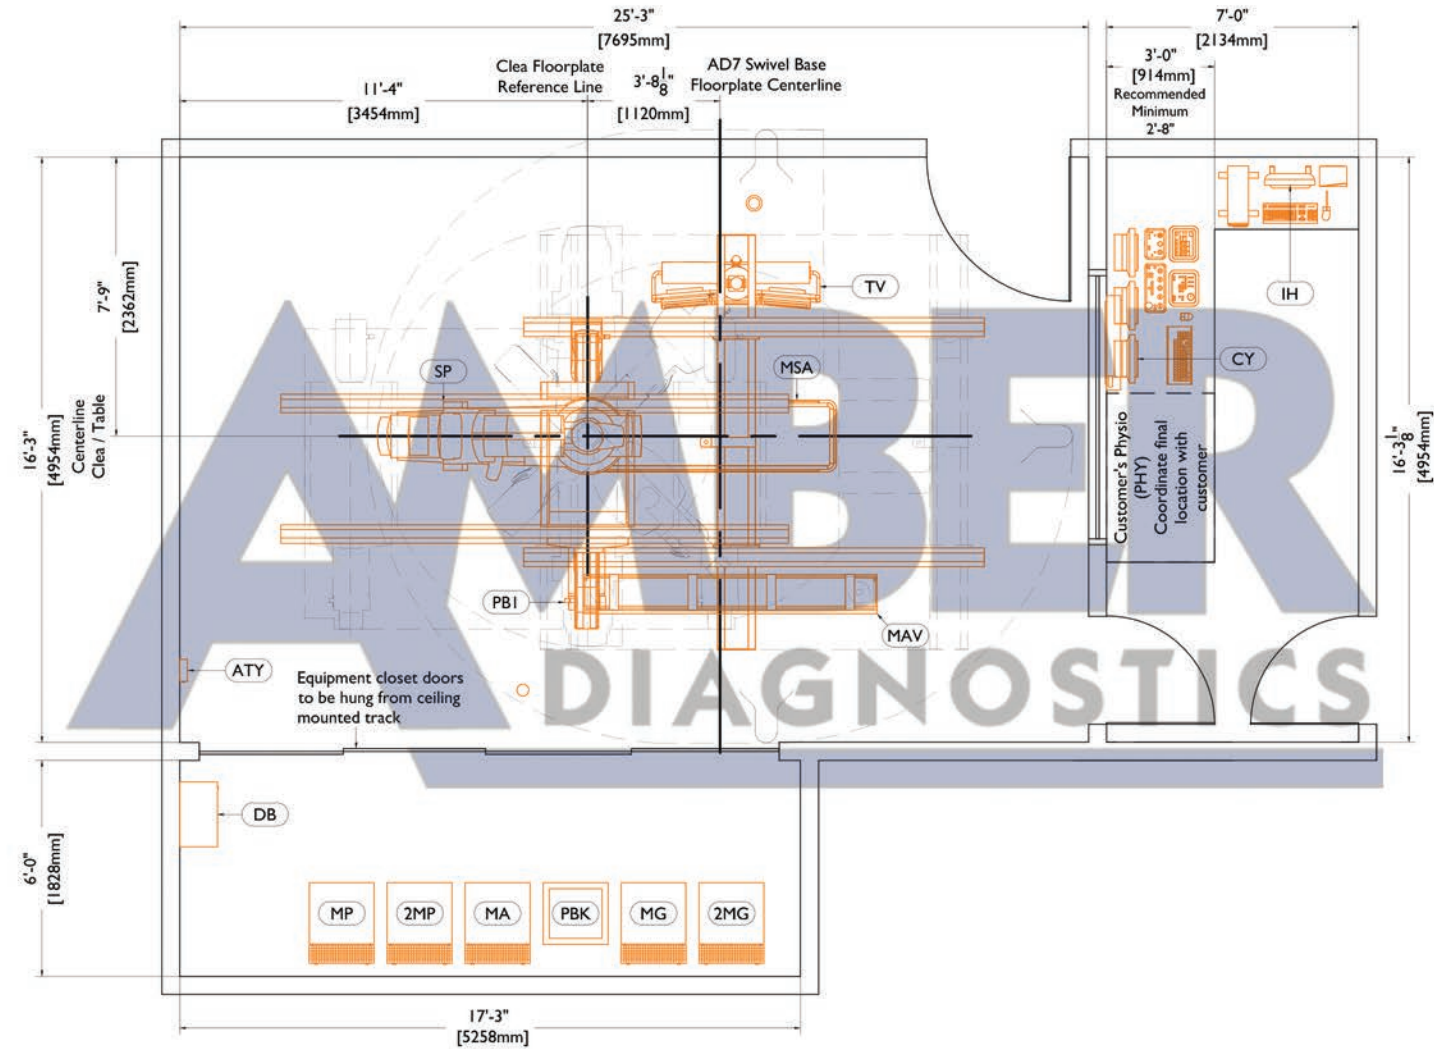 25'-3"
[7695mm]
7'-0"
[2134mm]
3'-0"
[914mm]
Recommended
Minimum
2'-8"
Clea Floorplate
Reference Line
AD7 Swivel Base
Floorplate Centerline
11'-4"
[3454mm]
3'-8 1/8"
[1120mm]
7'-9"
[2362mm]
16'-3"
[4954mm]
Centerline
Clea / Table
16'-3 1/8"
[4954mm]
TV
IH
SP
MSA
CY
Customer's Physio
(PHY)
Coordinate final
location with
customer
AMBER
DIAGNOSTICS
PB1
MAV
ATY
Equipment closet doors
to be hung from ceiling
mounted track
DB
6'-0"
[1828mm]
MP
2MP
MA
PBK
MG
2MG
17'-3"
[5258mm]